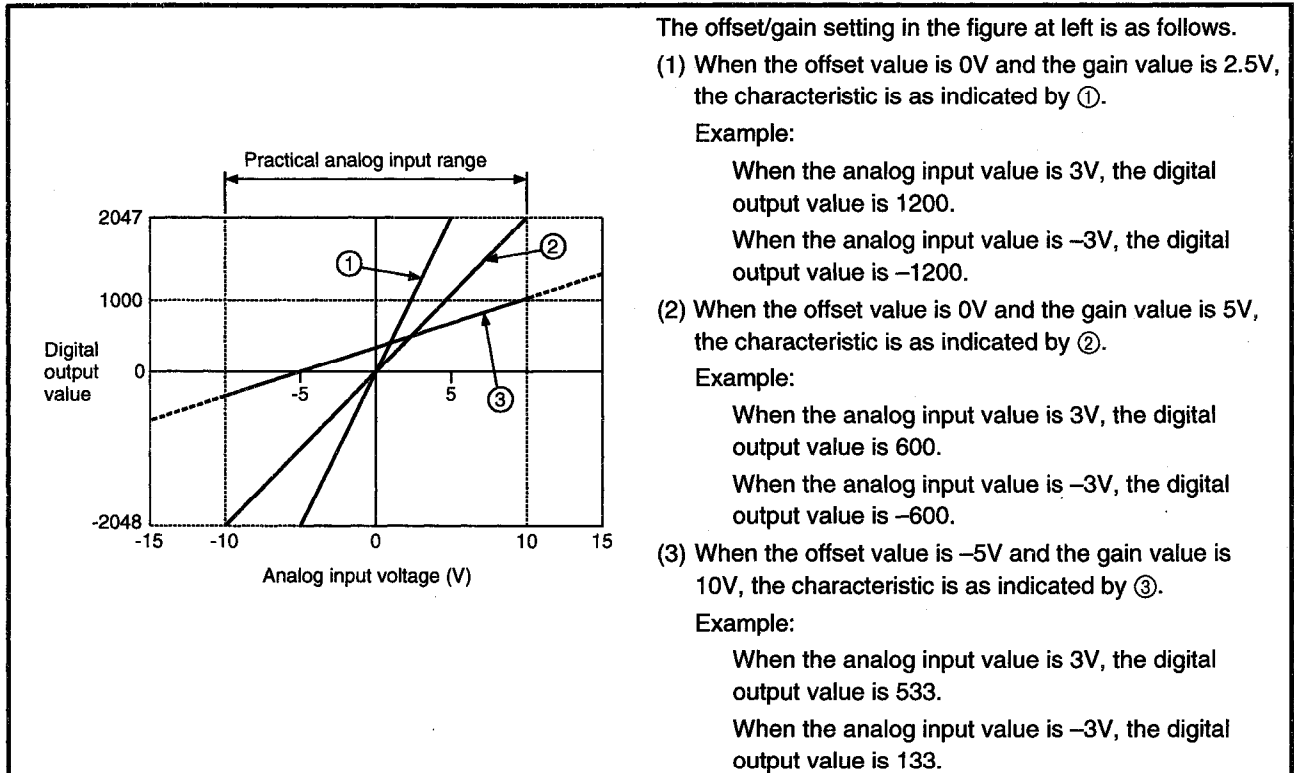 Practical analog input range
2047
1000
0
-2048
Digital
output
value
-5
5
①
②
③
-15
-10
0
10
15
Analog input voltage (V)
The offset/gain setting in the figure at left is as follows.
(1) When the offset value is 0V and the gain value is 2.5V,
the characteristic is as indicated by ①.
Example:
When the analog input value is 3V, the digital
output value is 1200.
When the analog input value is –3V, the digital
output value is –1200.
(2) When the offset value is 0V and the gain value is 5V,
the characteristic is as indicated by ②.
Example:
When the analog input value is 3V, the digital
output value is 600.
When the analog input value is –3V, the digital
output value is –600.
(3) When the offset value is –5V and the gain value is
10V, the characteristic is as indicated by ③.
Example:
When the analog input value is 3V, the digital
output value is 533.
When the analog input value is –3V, the digital
output value is 133.